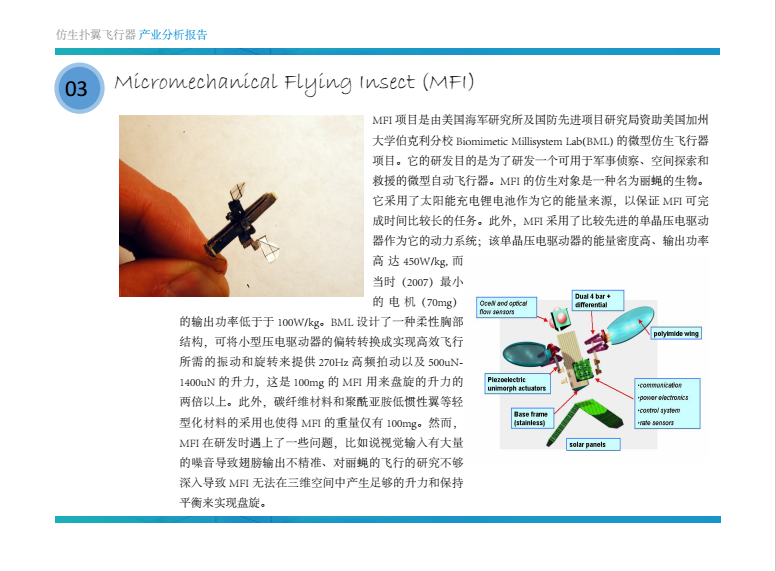 仿生扑翼飞行器 产业分析报告
03
Micromechanical Flying Insect (MFI)
MFI 项目是由美国海军研究所及国防先进项目研究局资助美国加州
大学伯克利分校 Biomimetic Millisystem Lab(BML) 的微型仿生飞行器
项目。它的研发目的是为了研发一个可用于军事侦察、空间探索和
救援的微型自动飞行器。MFI 的仿生对象是一种名为丽蝇的生物。
它采用了太阳能充电锂电池作为它的能量来源，以保证 MFI 可完
成时间比较长的任务。此外，MFI 采用了比较先进的单晶压电驱动
器作为它的动力系统；该单晶压电驱动器的能量密度高、输出功率
高 达 450W/kg, 而
当时（2007）最小
的 电 机（70mg）
的输出功率低于于 100W/kg。BML 设计了一种柔性胸部
结构，可将小型压电驱动器的偏转转换成实现高效飞行
所需的振动和旋转来提供 270Hz 高频拍动以及 500uN-
1400uN 的升力，这是 100mg 的 MFI 用来盘旋的升力的
两倍以上。此外，碳纤维材料和聚酰亚胺低惯性翼等轻
型化材料的采用也使得 MFI 的重量仅有 100mg。然而，
MFI 在研发时遇上了一些问题，比如说视觉输入有大量
的噪音导致翅膀输出不精准、对丽蝇的飞行的研究不够
深入导致 MFI 无法在三维空间中产生足够的升力和保持
平衡来实现盘旋。
Ocelli and optical
flow sensors
Dual 4 bar +
differential
polyimide wing
Piezoelectric
unimorph actuators
Base frame
(stainless)
•communication
•power electronics
•control system
•rate sensors
solar panels